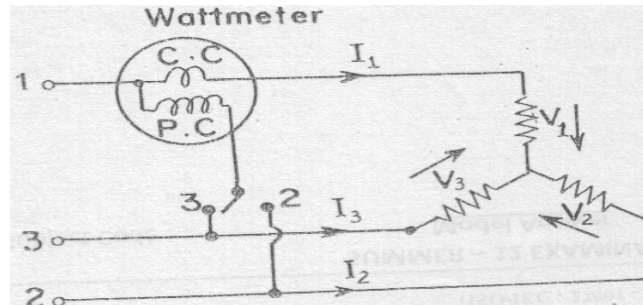 Wattmeter
C.C
1
I₁
P.C
V₁
V₃
3
2
3
I₃
V₂
2
I₂